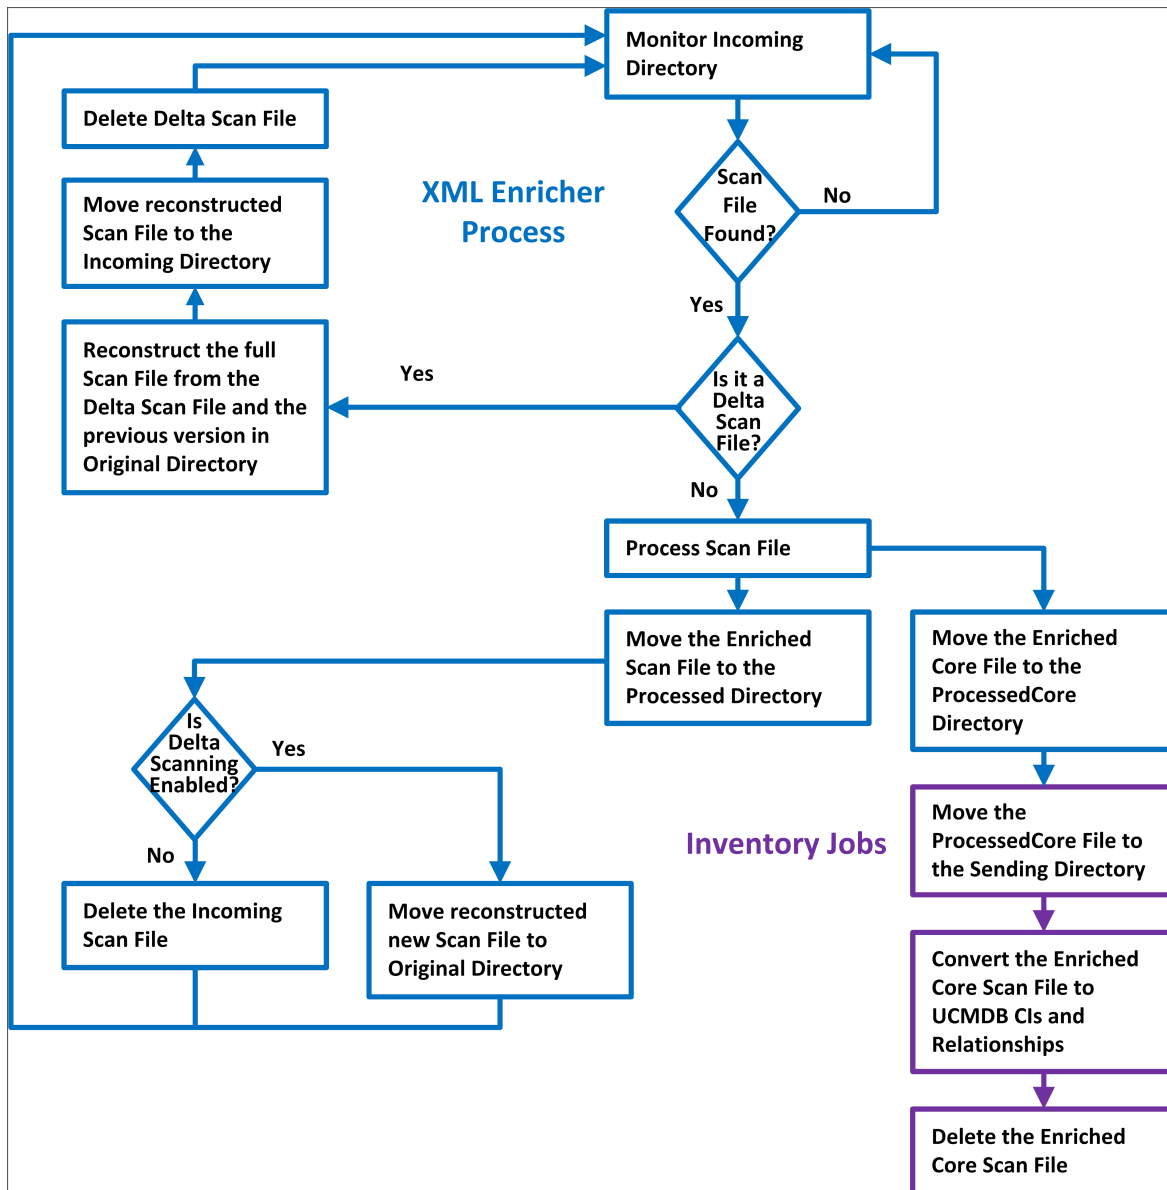 Monitor Incoming
Directory
Delete Delta Scan File
XML Enricher
Process
Scan
File
Found?
No
Move reconstructed
Scan File to the
Incoming Directory
Yes
Reconstruct the full
Scan File from the
Delta Scan File and the
previous version in
Original Directory
Yes
Is it a
Delta
Scan
File?
No
Process Scan File
Move the Enriched
Scan File to the
Processed Directory
Move the Enriched
Core File to the
ProcessedCore
Directory
Is
Delta
Scanning
Enabled?
Yes
No
Inventory Jobs
Move the
ProcessedCore File to
the Sending Directory
Delete the Incoming
Scan File
Move reconstructed
new Scan File to
Original Directory
Convert the Enriched
Core Scan File to
UCMDB CIs and
Relationships
Delete the Enriched
Core Scan File